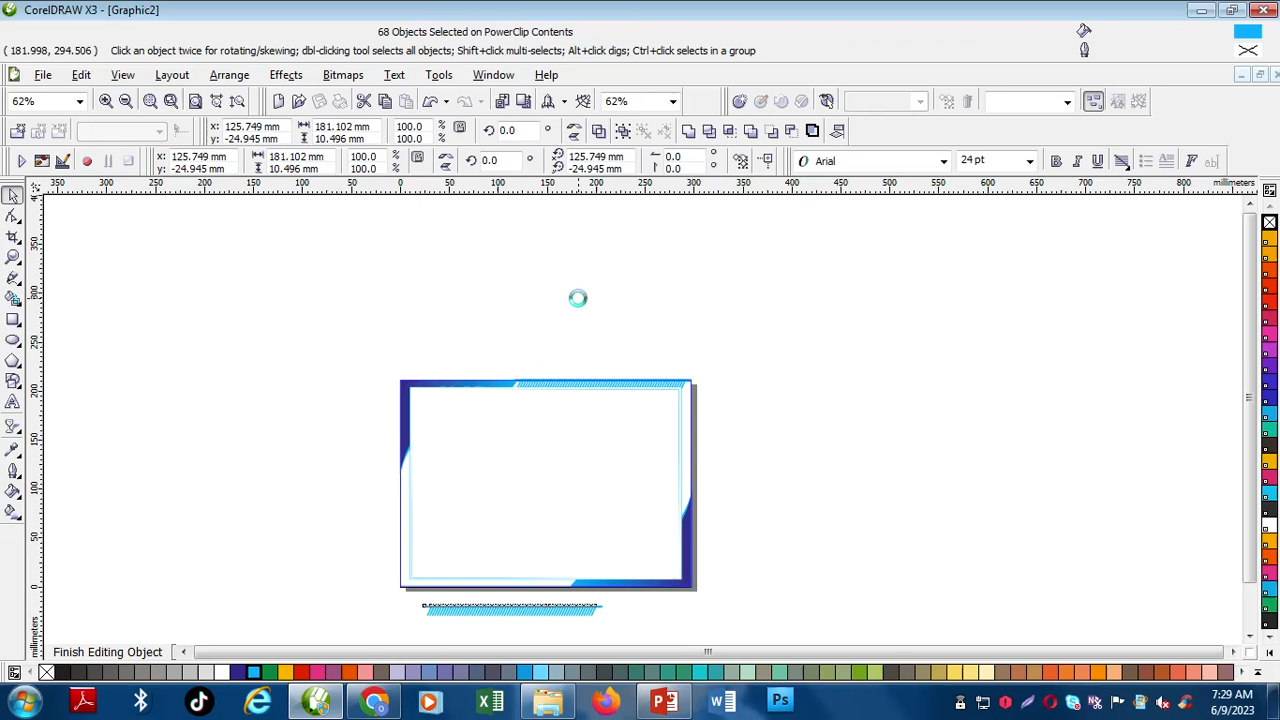 CorelDRAW X3 - [Graphic2]
68 Objects Selected on PowerClip Contents
( 181.998, 294.506 ) Click an object twice for rotating/skewing; dbl-clicking tool selects all objects; Shift+click multi-selects; Alt+click digs; Ctrl+click selects in a group
File Edit View Layout Arrange Effects Bitmaps Text Tools Window Help
62% 62%
x: 125.749 mm 181.102 mm 100.0 % 0.0 °
y: -24.945 mm 10.496 mm 100.0 %
x: 125.749 mm 181.102 mm 100.0 % 0.0 ° 125.749 mm 0.0 ° Arial 24 pt B I U
y: -24.945 mm 10.496 mm 100.0 % -24.945 mm 0.0 °
350 300 250 200 150 100 50 0 50 100 150 200 250 300 350 400 450 500 550 600 650 700 750 800 millimeters
350
300
250
200
150
100
50
0
millimeters
Finish Editing Object
W Ps
7:29 AM
6/9/2023